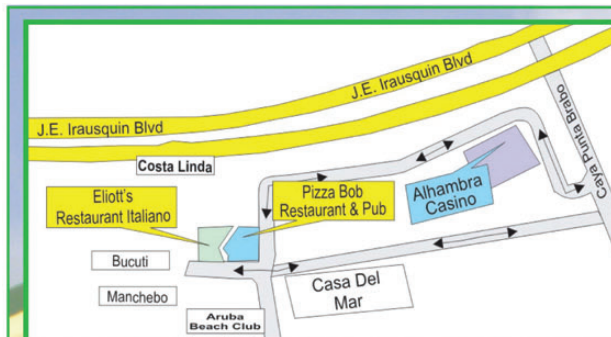 J.E. Irausquin Blvd
J.E. Irausquin Blvd
Caya Punta Brabo
Costa Linda
Eliott's
Restaurant Italiano
Pizza Bob
Restaurant & Pub
Alhambra
Casino
Bucuti
Manchebo
Casa Del
Mar
Aruba
Beach Club